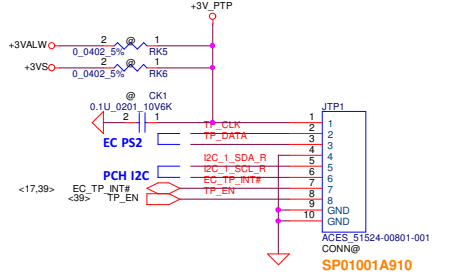 +3V_PTP
+3VALW 2 @ 1
0_0402_5% RK5
+3VS 2 @ 1
0_0402_5% RK6
@ CK1
0.1U_0201_10V6K
2 1
JTP1
1 1
TP_CLK 2 2
EC PS2 TP_DATA 3 3
4 4
I2C_1_SDA_R 5 5
PCH I2C I2C_1_SCL_R 6 6
<17,39> EC_TP_INT# EC_TP_INT# 7 7
<39> TP_EN TP_EN 8 8
9 GND
10 GND
ACES_51524-00801-001
CONN@
SP01001A910